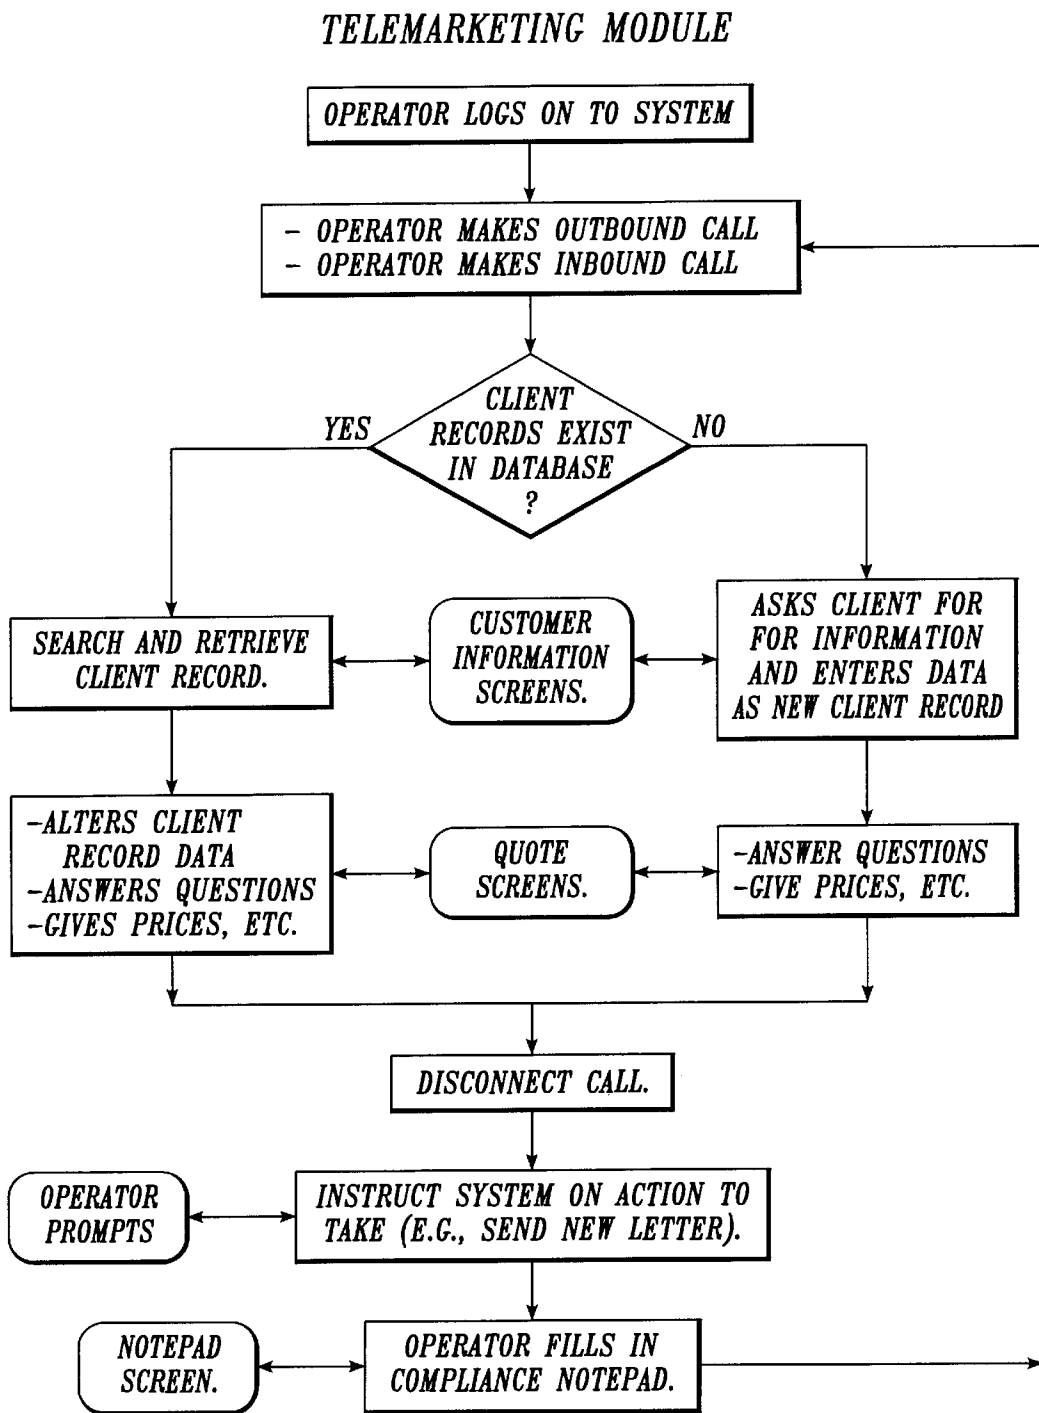 TELEMARKETING MODULE
OPERATOR LOGS ON TO SYSTEM
- OPERATOR MAKES OUTBOUND CALL
- OPERATOR MAKES INBOUND CALL
CLIENT
RECORDS EXIST
IN DATABASE
?
YES
NO
SEARCH AND RETRIEVE
CLIENT RECORD.
CUSTOMER
INFORMATION
SCREENS.
ASKS CLIENT FOR
FOR INFORMATION
AND ENTERS DATA
AS NEW CLIENT RECORD
-ALTERS CLIENT
RECORD DATA
-ANSWERS QUESTIONS
-GIVES PRICES, ETC.
QUOTE
SCREENS.
-ANSWER QUESTIONS
-GIVE PRICES, ETC.
DISCONNECT CALL.
OPERATOR
PROMPTS
INSTRUCT SYSTEM ON ACTION TO
TAKE (E.G., SEND NEW LETTER).
NOTEPAD
SCREEN.
OPERATOR FILLS IN
COMPLIANCE NOTEPAD.